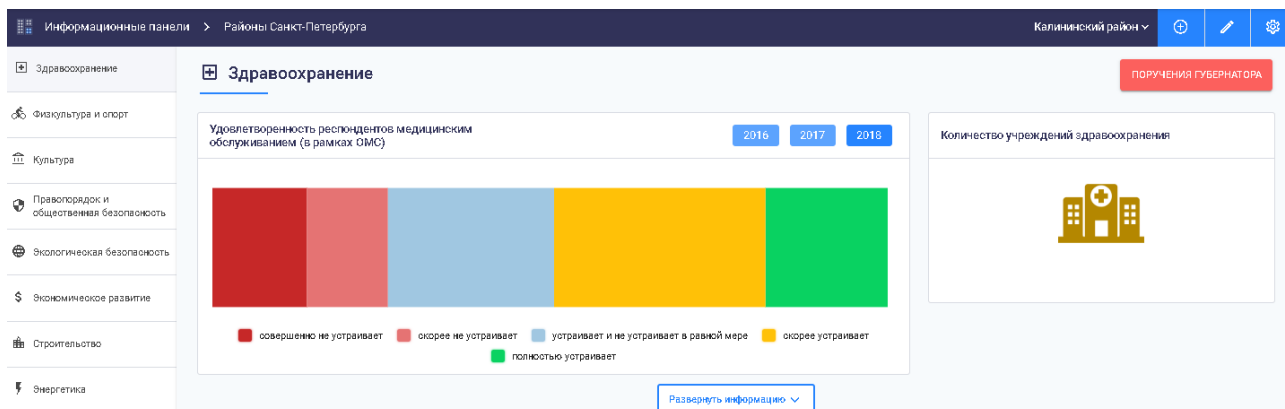 Информационные панели > Районы Санкт-Петербурга
Калининский район
Здравоохранение
Физкультура и спорт
Культура
Правопорядок и
общественная безопасность
Экологическая безопасность
Экономическое развитие
Строительство
Энергетика
Здравоохранение
ПОРУЧЕНИЯ ГУБЕРНАТОРА
Удовлетворенность респондентов медицинским
обслуживанием (в рамках ОМС)
2016 2017 2018
совершенно не устраивает скорее не устраивает устраивает и не устраивает в равной мере скорее устраивает
полностью устраивает
Количество учреждений здравоохранения
Развернуть информацию